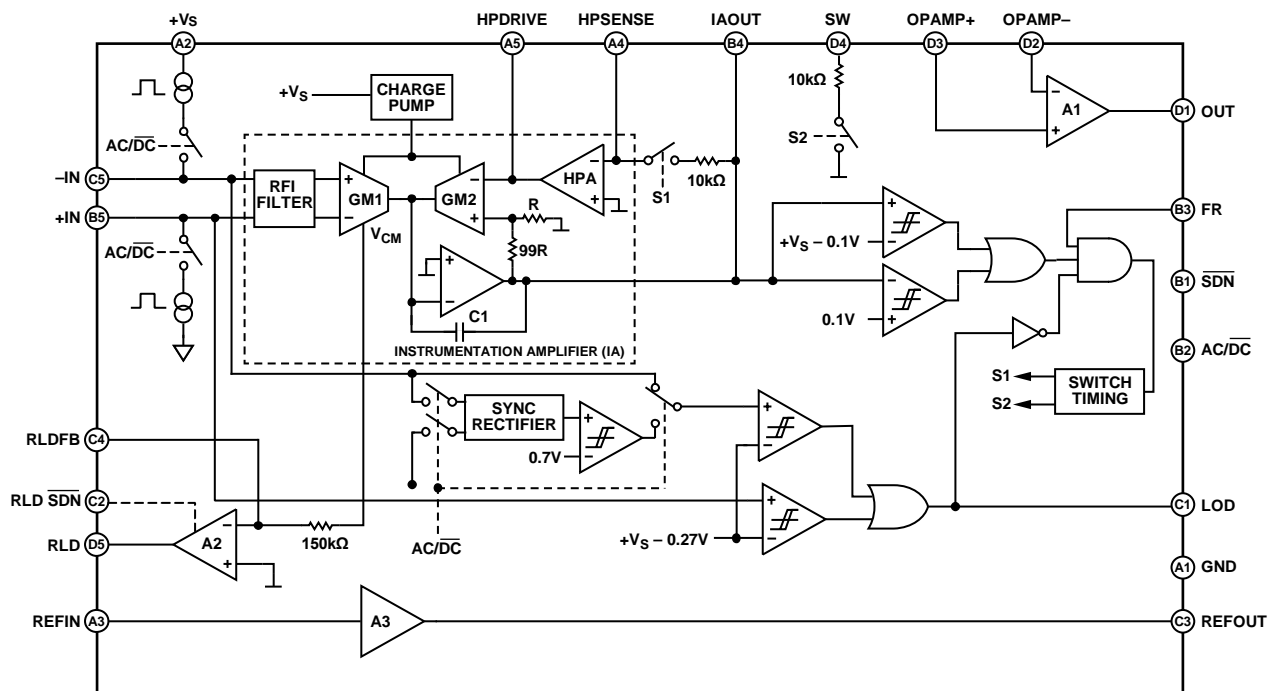 +VS HPDRIVE HPSENSE IAOUT SW OPAMP+ OPAMP–
A2 A5 A4 B4 D4 D3 D2
10kΩ
+VS
CHARGE
PUMP
A1
D1 OUT
AC/DC
S2
–IN C5
RFI
FILTER
GM1
GM2
HPA
S1
10kΩ
+IN B5
VCM
R
99R
B3 FR
AC/DC
+VS – 0.1V
B1 SDN
C1
0.1V
INSTRUMENTATION AMPLIFIER (IA)
B2 AC/DC
S1
S2
SWITCH
TIMING
SYNC
RECTIFIER
RLDFB C4
0.7V
RLD SDN C2
C1 LOD
RLD D5
A2
150kΩ
AC/DC
+VS – 0.27V
A1 GND
REFIN A3
A3
C3 REFOUT